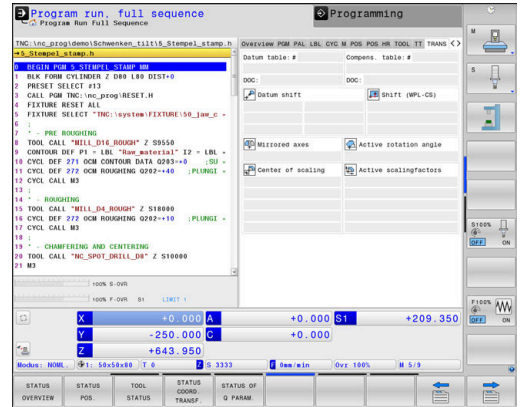 Program run, full sequence
Program Run Full Sequence
Programming
TNC:\nc_prog\demo\Schwenken_tilt\5_Stempel_stamp.h
→5_Stempel_stamp.h
0 BEGIN PGM 5_STEMPEL_STAMP MM
1 BLK FORM CYLINDER Z D80 L80 DIST+0
2 PRESET SELECT #13
3 CALL PGM TNC:\nc_prog\RESET.H
4 FIXTURE RESET ALL
5 FIXTURE SELECT "TNC:\system\FIXTURE\50_jaw_c
6 ;
7 * - PRE ROUGHING
8 TOOL CALL "MILL_D16_ROUGH" Z S5000
9 CONTOUR DEF P1 = LBL "Raw_material" I2 = LBL
10 CYCL DEF 271 OCM CONTOUR DATA Q203=+0 ;SU
11 CYCL DEF 272 OCM ROUGHING Q202=+40 ;PLUNGI
12 CYCL CALL M3
13 ;
14 * - ROUGHING
15 TOOL CALL "MILL_D4_ROUGH" Z S18000
16 CYCL DEF 272 OCM ROUGHING Q202=+10 ;PLUNGI
17 CYCL CALL M3
18 ;
19 * - CHAMFERING AND CENTERING
20 TOOL CALL "NC_SPOT_DRILL_D8" Z S10000
21 M3
Overview PGM PAL LBL CYC M POS POS HR TOOL TT TRANS
Datum table: #
Compens. table: #
DOC:
DOC:
Datum shift
Shift (WPL-CS)
Mirrored axes
Active rotation angle
Center of scaling
Active scalingfactors
100% S-OVR
100% F-OVR S1 LIMIT 1
X +0.000 A +0.000 S1 +209.350
Y -250.000 C +0.000
Z +643.950
Modus: NOML. 1: 50x50x80 T 0 Z S 3333 F 0mm/min Ovr 100% M 5/9
STATUS OVERVIEW
STATUS POS.
TOOL STATUS
STATUS COORD. TRANSF.
STATUS OF Q PARAM.
M
S
S100%
OFF ON
F100%
OFF ON